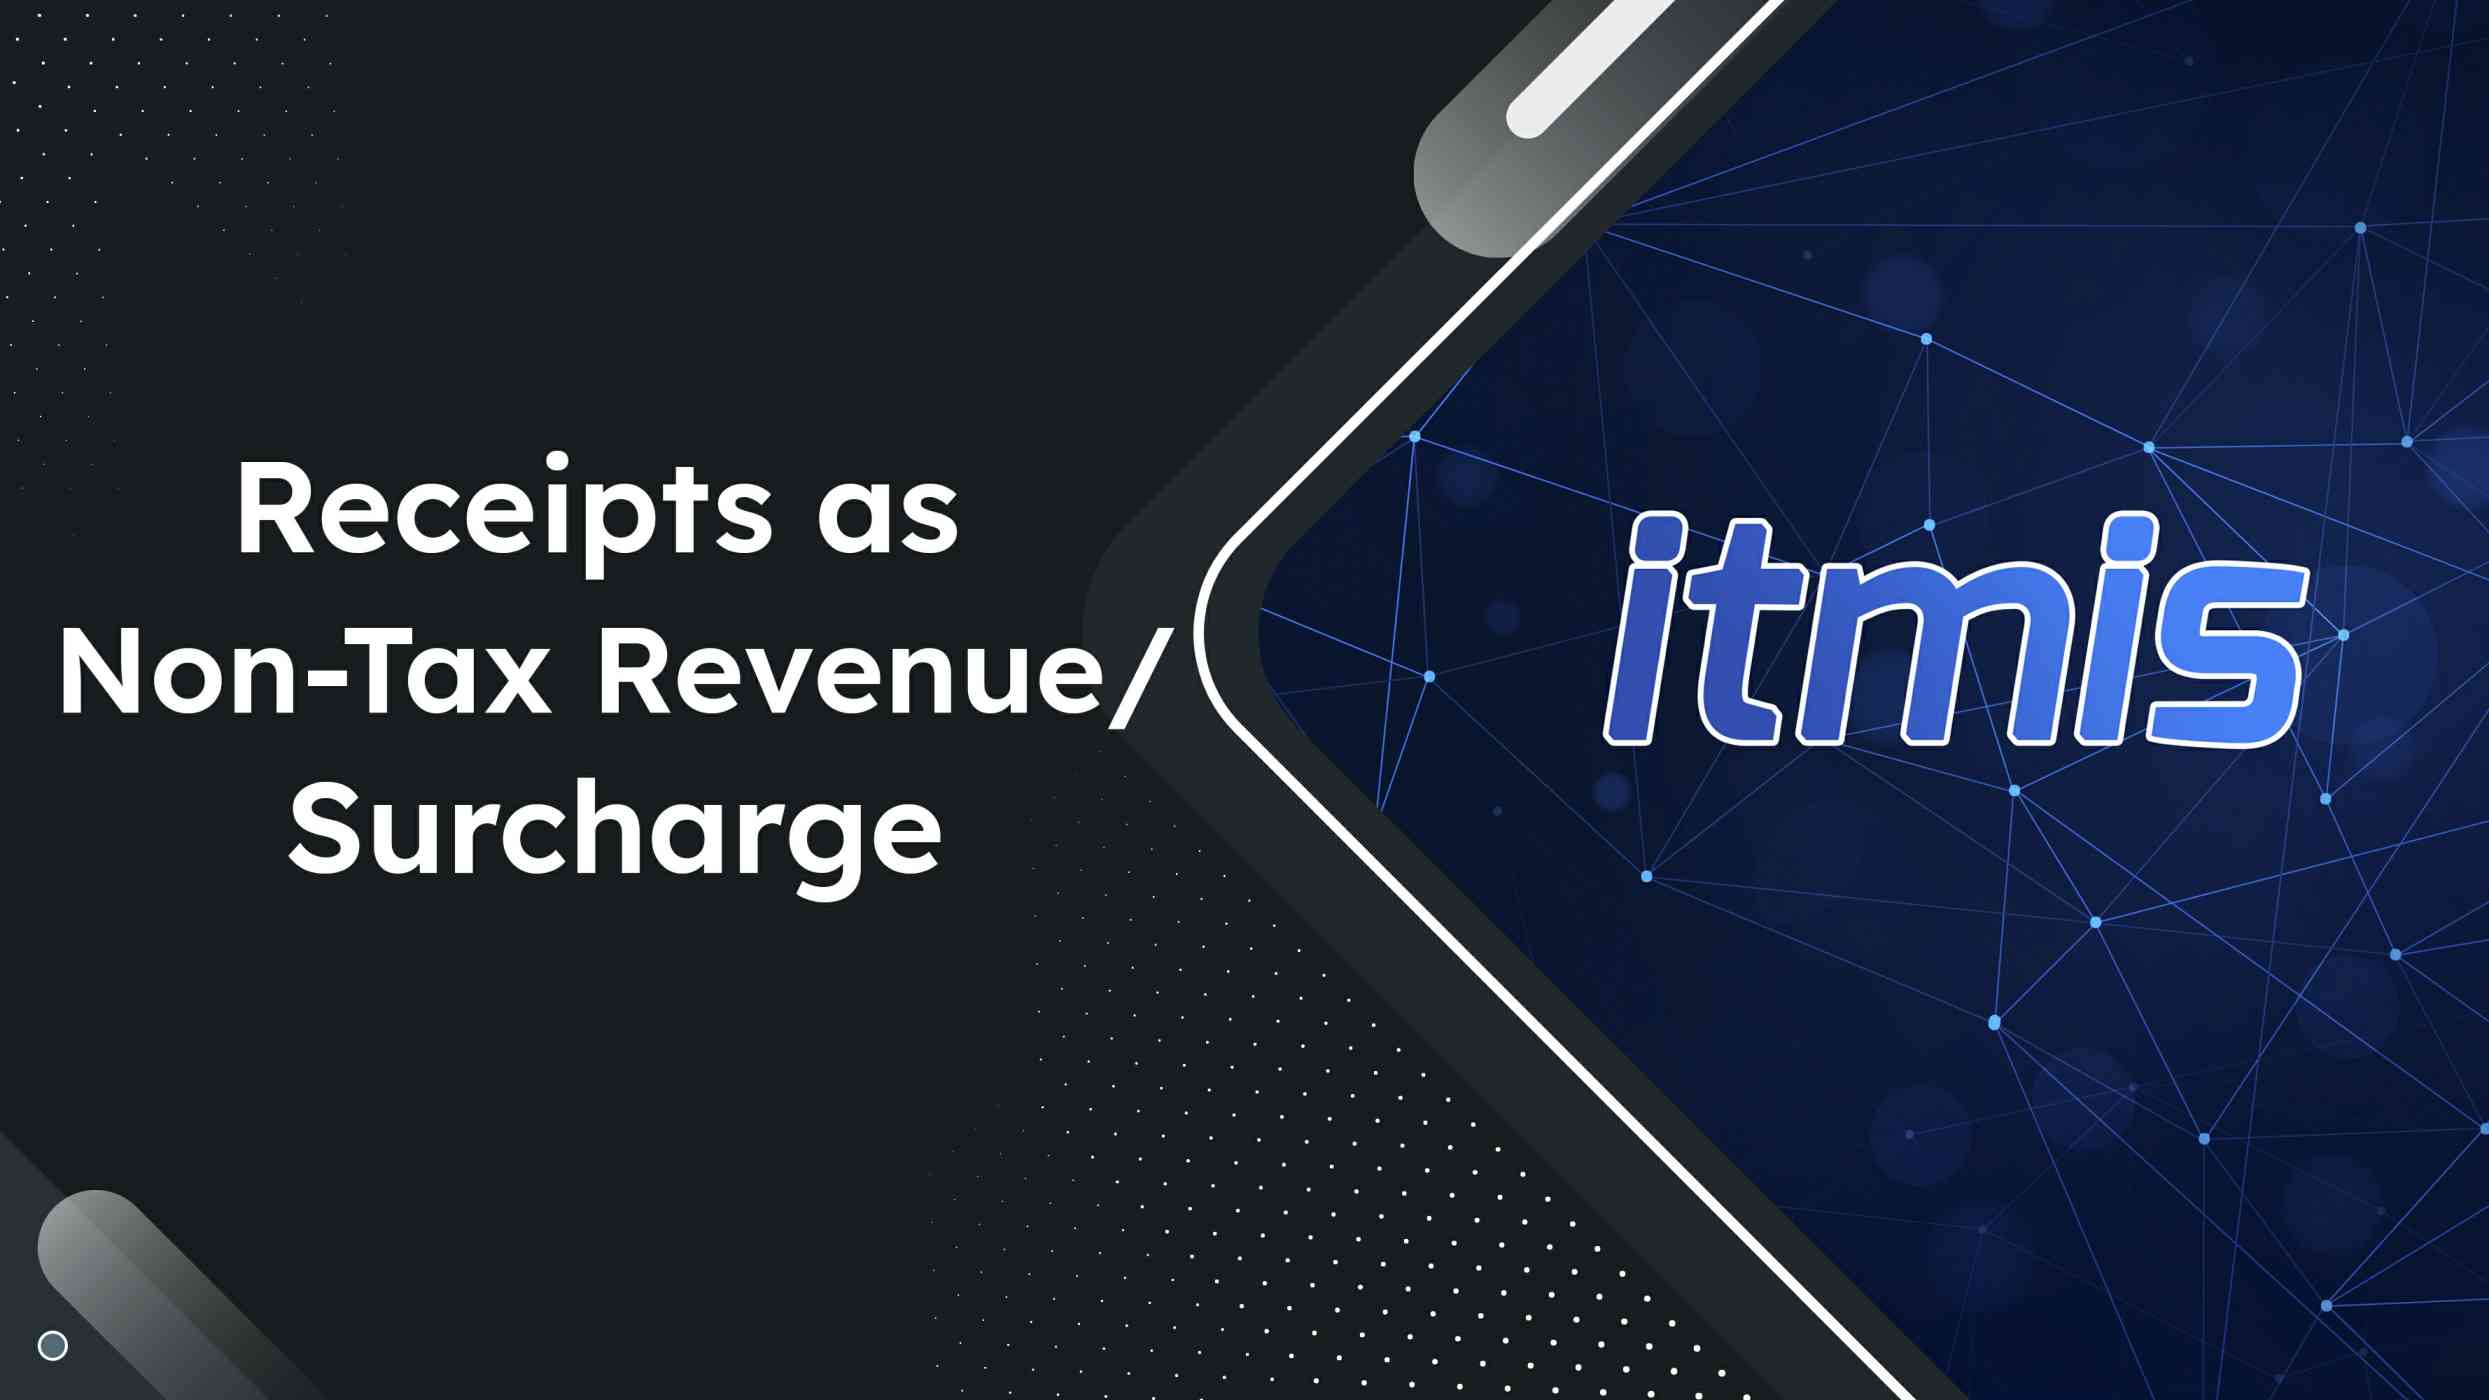 Receipts as
Non-Tax Revenue/
Surcharge
itmis